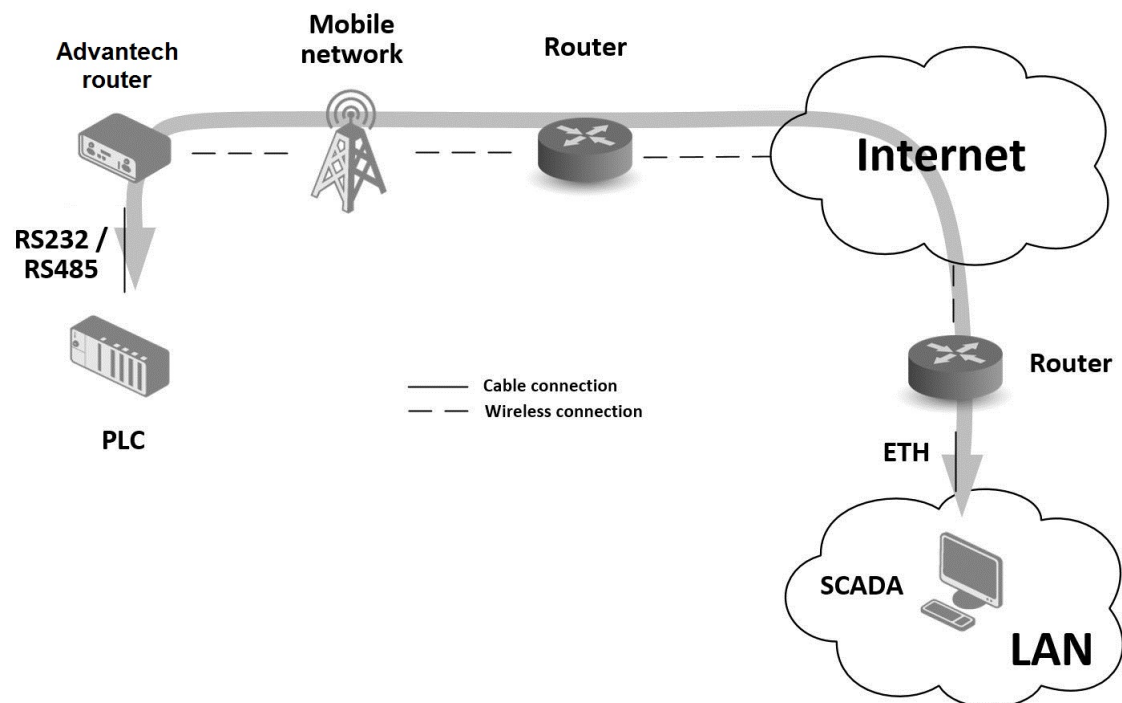 Advantech
router
Mobile
network
Router
Internet
RS232 /
RS485
PLC
Cable connection
Wireless connection
Router
ETH
SCADA
LAN